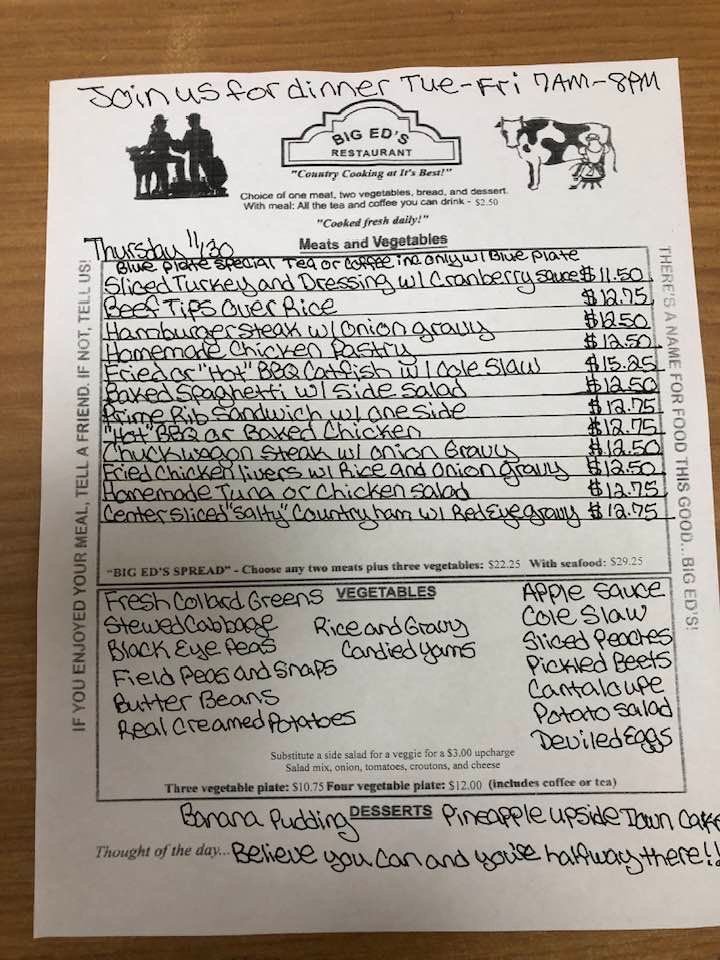 Join us for dinner Tue-Fri 7AM-8PM
BIG ED'S
RESTAURANT
"Country Cooking at It's Best!"
Choice of one meat, two vegetables, bread, and dessert.
With meal: All the tea and coffee you can drink - $2.50
"Cooked fresh daily!"
Thursday 11/30
Meats and Vegetables
Blue plate special Tea or coffee inc only w/ Blue plate
Sliced Turkey and Dressing w/ Cranberry sauce $11.50
Beef Tips over Rice $12.75
Hamburger steak w/ onion gravy $12.50
Homemade Chicken Pastry $12.50
Fried or "Hot" BBQ Catfish w/ Cole Slaw $15.25
Baked Spaghetti w/ Side Salad $12.50
Prime Rib Sandwich w/ one side $12.75
"Hot" BBQ or Baked Chicken $12.75
Chuckwagon Steak w/ onion Gravy $12.50
Fried Chicken livers w/ Rice and onion gravy $12.50
Homemade Tuna or Chicken salad $12.75
Center Sliced "Salty" Country ham w/ Red Eye gravy $12.75
"BIG ED'S SPREAD" - Choose any two meats plus three vegetables: $22.25 With seafood: $29.25
IF YOU ENJOYED YOUR MEAL, TELL A FRIEND. IF NOT, TELL US!
THERE'S A NAME FOR FOOD THIS GOOD... BIG ED'S!
VEGETABLES
Fresh Collard Greens
Stewed Cabbage
Black Eye Peas
Field Peas and Snaps
Butter Beans
Real Creamed Potatoes
Rice and Gravy
Candied Yams
Apple Sauce
Cole Slaw
Sliced Peaches
Pickled Beets
Cantaloupe
Potato Salad
Deviled Eggs
Substitute a side salad for a veggie for a $3.00 upcharge
Salad mix, onion, tomatoes, croutons, and cheese
Three vegetable plate: $10.75 Four vegetable plate: $12.00 (includes coffee or tea)
Banana Pudding DESSERTS Pineapple Upside Down Cake
Thought of the day... Believe you can and you're halfway there!!